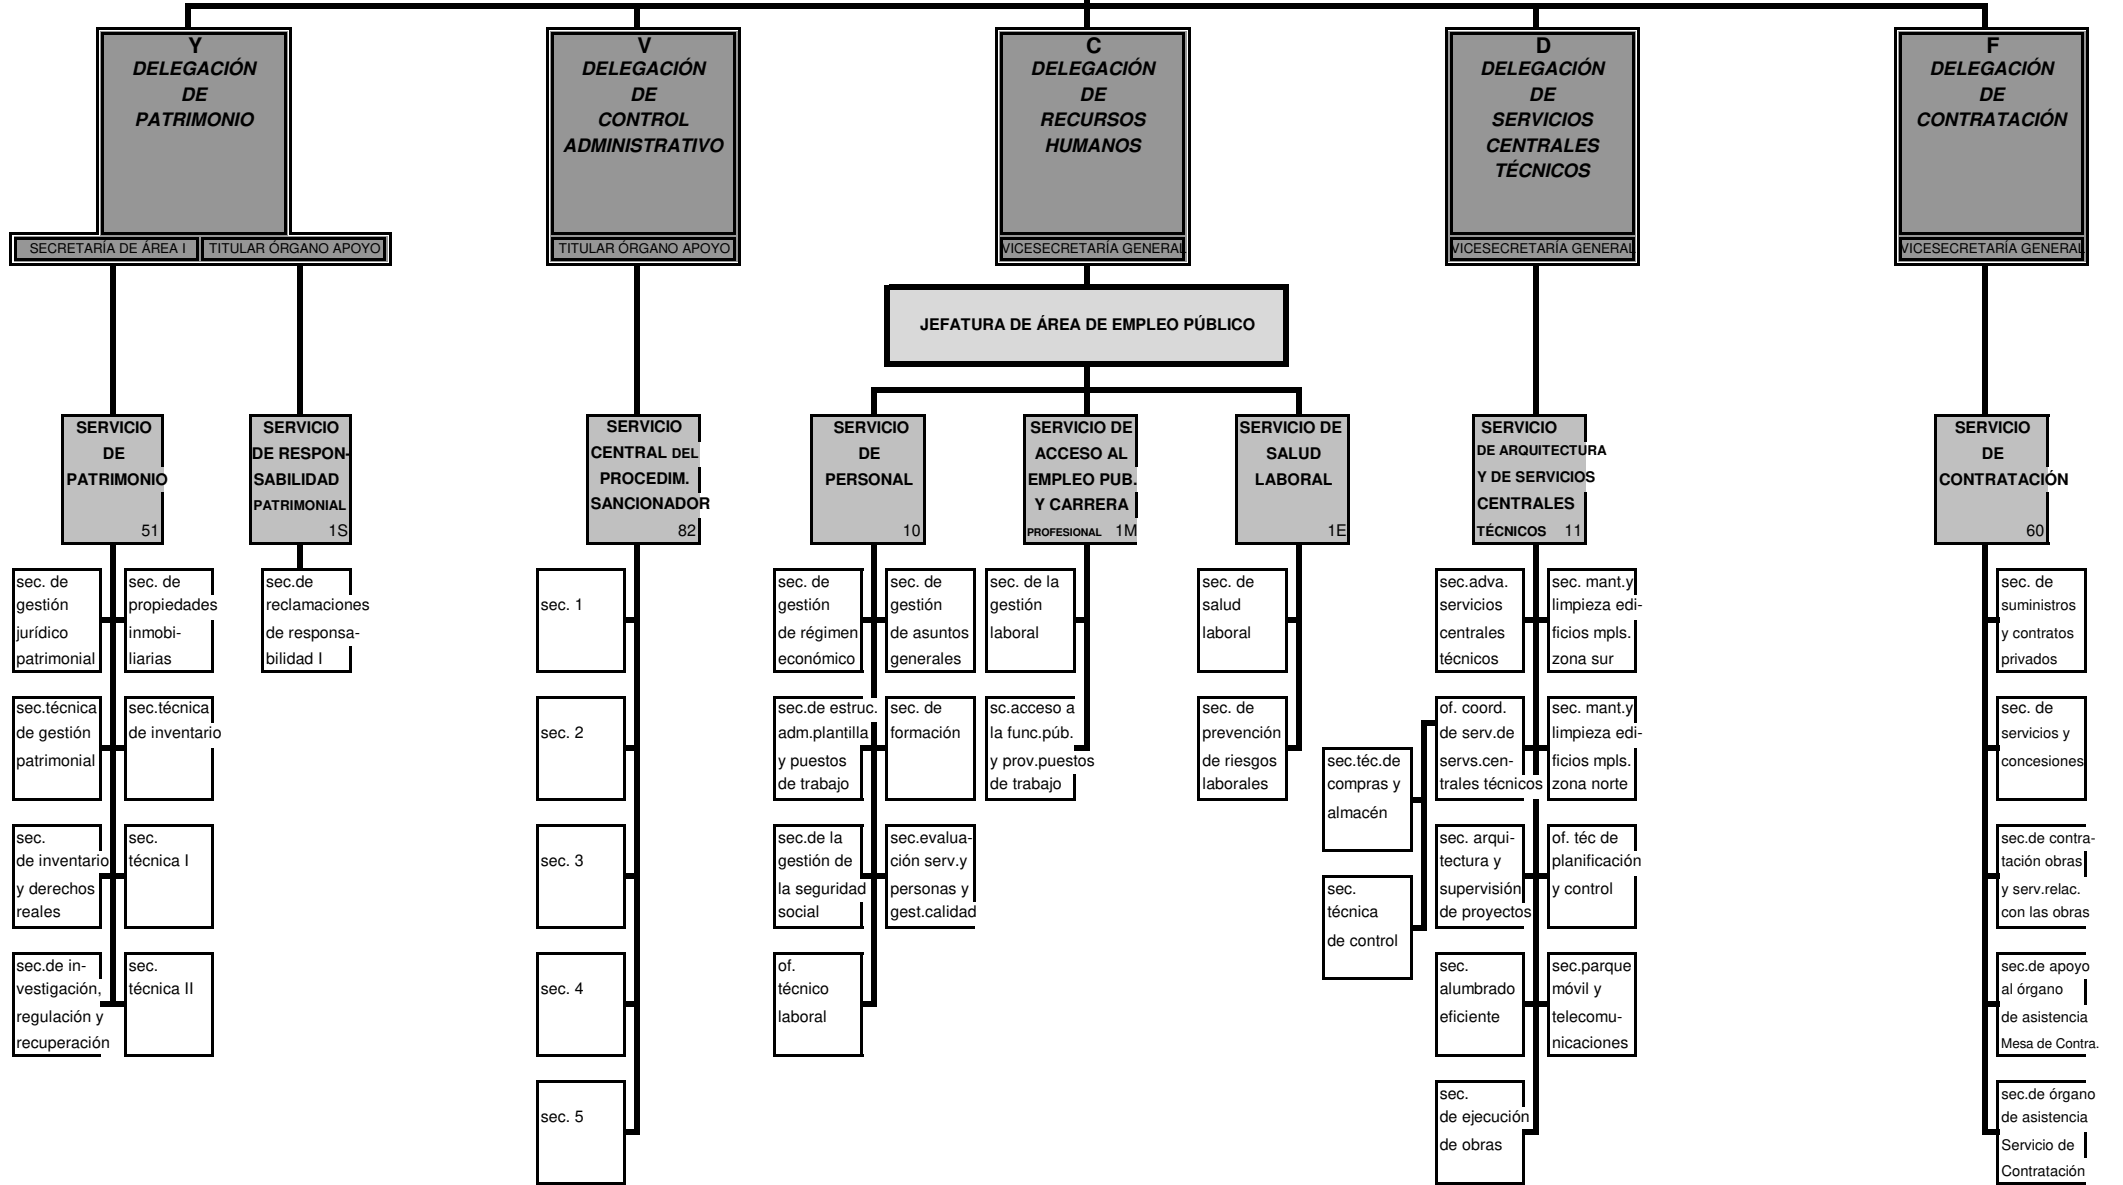 Y
DELEGACIÓN
DE
PATRIMONIO
SECRETARÍA DE ÁREA I
TITULAR ÓRGANO APOYO
V
DELEGACIÓN
DE
CONTROL
ADMINISTRATIVO
TITULAR ÓRGANO APOYO
C
DELEGACIÓN
DE
RECURSOS
HUMANOS
VICESECRETARÍA GENERAL
D
DELEGACIÓN
DE
SERVICIOS
CENTRALES
TÉCNICOS
VICESECRETARÍA GENERAL
F
DELEGACIÓN
DE
CONTRATACIÓN
VICESECRETARÍA GENERAL
JEFATURA DE ÁREA DE EMPLEO PÚBLICO
SERVICIO
DE
PATRIMONIO
51
SERVICIO
DE RESPON-
SABILIDAD
PATRIMONIAL
1S
SERVICIO
CENTRAL DEL
PROCEDIM.
SANCIONADOR
82
SERVICIO
DE
PERSONAL
10
SERVICIO DE
ACCESO AL
EMPLEO PUB.
Y CARRERA
PROFESIONAL 1M
SERVICIO DE
SALUD
LABORAL
1E
SERVICIO
DE ARQUITECTURA
Y DE SERVICIOS
CENTRALES
TÉCNICOS 11
SERVICIO
DE
CONTRATACIÓN
60
sec. de
gestión
jurídico
patrimonial
sec. de
propiedades
inmobi-
liarias
sec.técnica
de gestión
patrimonial
sec.técnica
de inventario
sec.
de inventario
y derechos
reales
sec.
técnica I
sec.de in-
vestigación,
regulación y
recuperación
sec.
técnica II
sec.de
reclamaciones
de responsa-
bilidad I
sec. 1
sec. 2
sec. 3
sec. 4
sec. 5
sec. de
gestión
de régimen
económico
sec. de
gestión
de asuntos
generales
sec.de estruc.
adm.plantilla
y puestos
de trabajo
sec. de
formación
sec.de la
gestión de
la seguridad
social
sec.evalua-
ción serv.y
personas y
gest.calidad
of.
técnico
laboral
sec. de la
gestión
laboral
sc.acceso a
la func.púb.
y prov.puestos
de trabajo
sec. de
salud
laboral
sec. de
prevención
de riesgos
laborales
sec.adva.
servicios
centrales
técnicos
sec. mant.y
limpieza edi-
ficios mpls.
zona sur
of. coord.
de serv.de
servs.cen-
trales técnicos
sec. mant.y
limpieza edi-
ficios mpls.
zona norte
sec.téc.de
compras y
almacén
sec.
técnica
de control
sec. arqui-
tectura y
supervisión
de proyectos
of. téc de
planificación
y control
sec.
alumbrado
eficiente
sec.parque
móvil y
telecomu-
nicaciones
sec.
de ejecución
de obras
sec. de
suministros
y contratos
privados
sec. de
servicios y
concesiones
sec.de contra-
tación obras
y serv.relac.
con las obras
sec.de apoyo
al órgano
de asistencia
Mesa de Contra.
sec.de órgano
de asistencia
Servicio de
Contratación